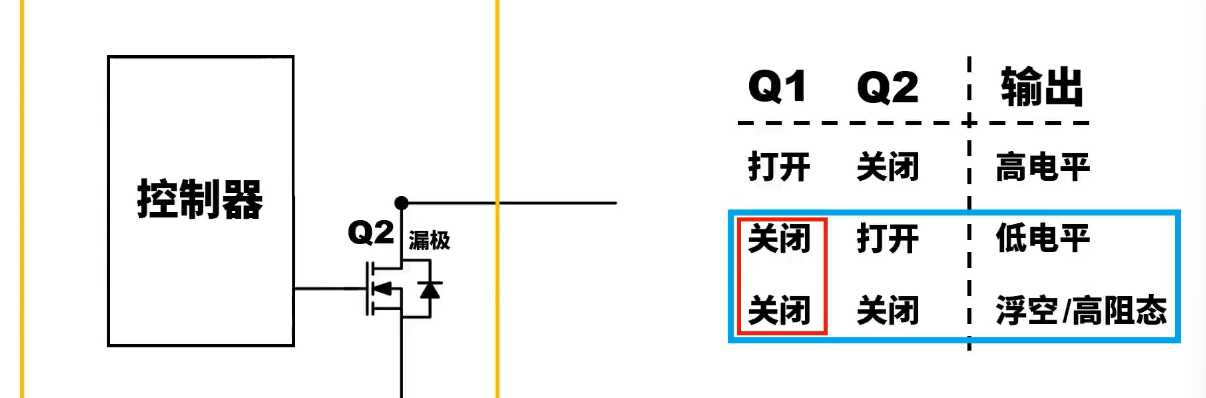 控制器
Q2 漏极
Q1 Q2 输出
打开 关闭 高电平
关闭 打开 低电平
关闭 关闭 浮空/高阻态